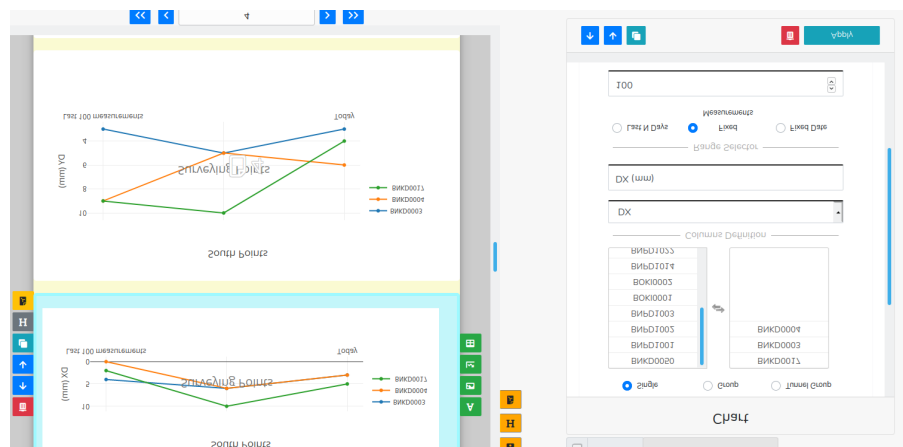 South Points
10
5
0
DX (mm)
Surveying Points
BNKD0003
BNKD0004
BNKD0017
Last 100 measurements
Today
A
H
South Points
10
8
6
4
DX (mm)
Surveying Points
BNKD0003
BNKD0004
BNKD0017
Last 100 measurements
Today
4
H
Chart
Single
Group
Tunnel Group
BNKD0050
BNPD1001
BNPD1002
BNPD1003
BOKI0001
BOKI0002
BNPD1014
BNPD1022
BNKD0017
BNKD0003
BNKD0004
Columns Definition
DX
DX (mm)
Range Selector
Last N Days
Fixed Measurements
Fixed Date
100
Apply